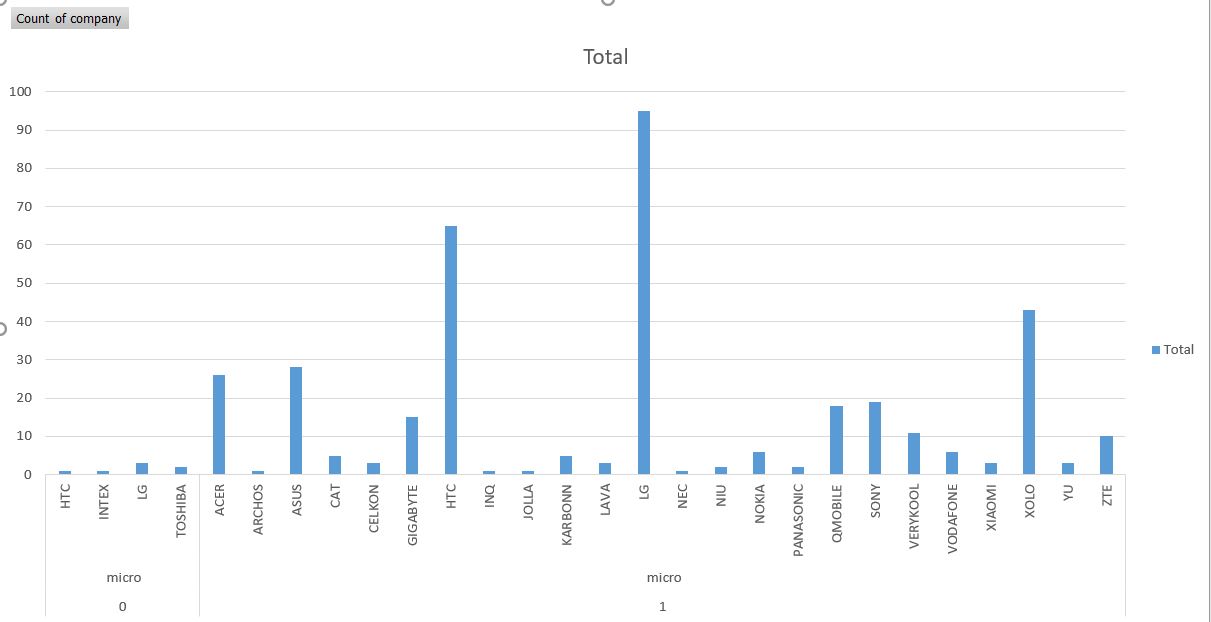 Count of company
Total
100
90
80
70
60
50
40
30
20
10
0
Total
HTC
INTEX
LG
TOSHIBA
ACER
ARCHOS
ASUS
CAT
CELKON
GIGABYTE
HTC
INQ
JOLLA
KARBONN
LAVA
LG
NEC
NIU
NOKIA
PANASONIC
QMOBILE
SONY
VERYKOOL
VODAFONE
XIAOMI
XOLO
YU
ZTE
micro
micro
0
1